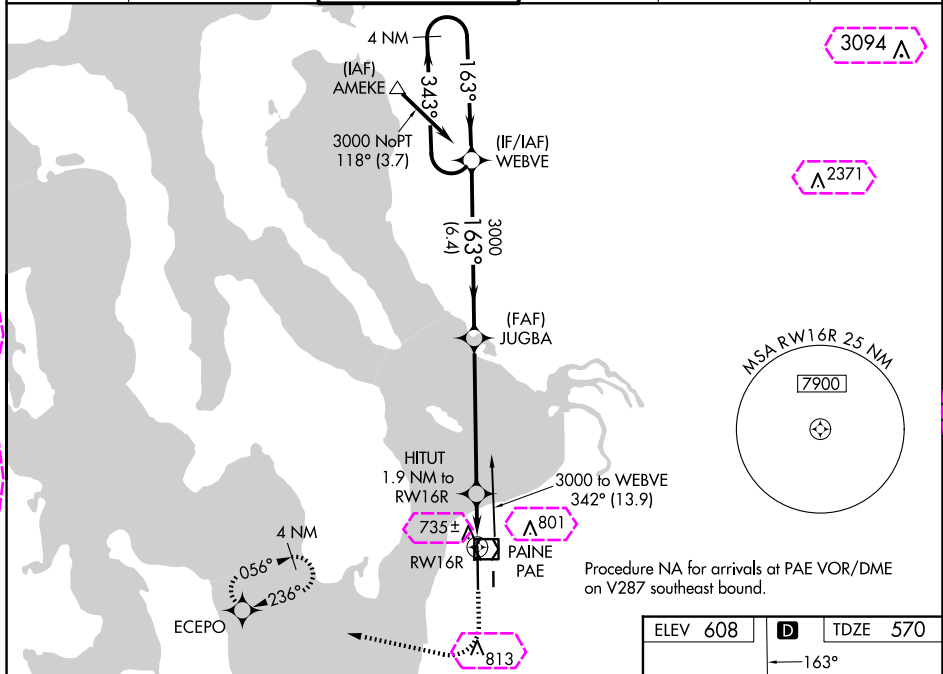 4 NM
3094
(IAF)
AMEKE
343°
163°
3000 NoPT
118° (3.7)
(IF/IAF)
WEBVE
2371
3000
163°
(6.4)
(FAF)
JUGBA
MSA RW16R 25 NM
7900
HITUT
1.9 NM to
RW16R
3000 to WEBVE
342° (13.9)
735±
801
RW16R
PAINE
PAE
4 NM
056°
236°
ECEPO
Procedure NA for arrivals at PAE VOR/DME
on V287 southeast bound.
813
ELEV 608
D
TDZE 570
163°